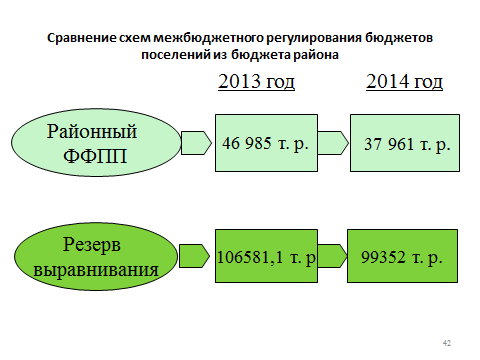 Сравнение схем межбюджетного регулирования бюджетов
поселений из бюджета района
2013 год
2014 год
Районный
ФФПП
46 985 т. р.
37 961 т. р.
Резерв
выравнивания
106581,1 т. р
99352 т. р.
42